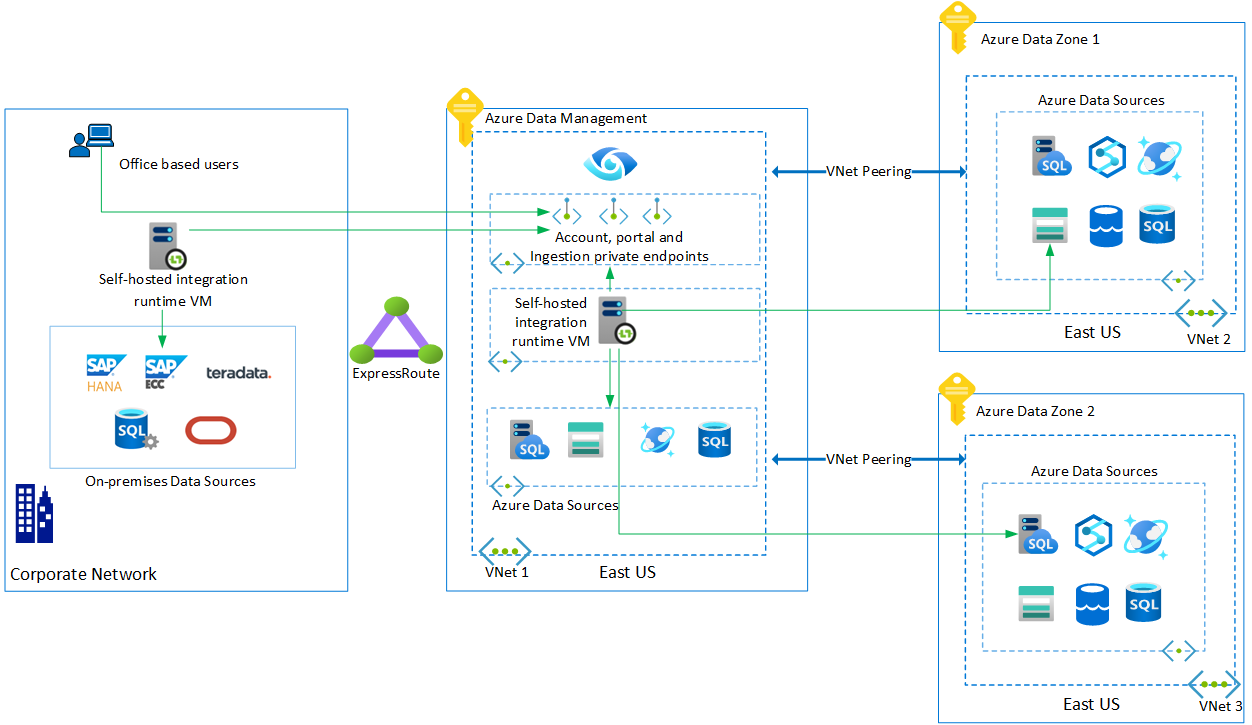 Office based users
Self-hosted integration
runtime VM
SAP
HANA
SAP
ECC
teradata.
SQL
On-premises Data Sources
Corporate Network
ExpressRoute
Azure Data Management
Account, portal and
Ingestion private endpoints
Self-hosted
integration
runtime VM
SQL
SQL
Azure Data Sources
VNet 1
East US
VNet Peering
VNet Peering
Azure Data Zone 1
Azure Data Sources
SQL
SQL
East US
VNet 2
Azure Data Zone 2
Azure Data Sources
SQL
SQL
East US
VNet 3